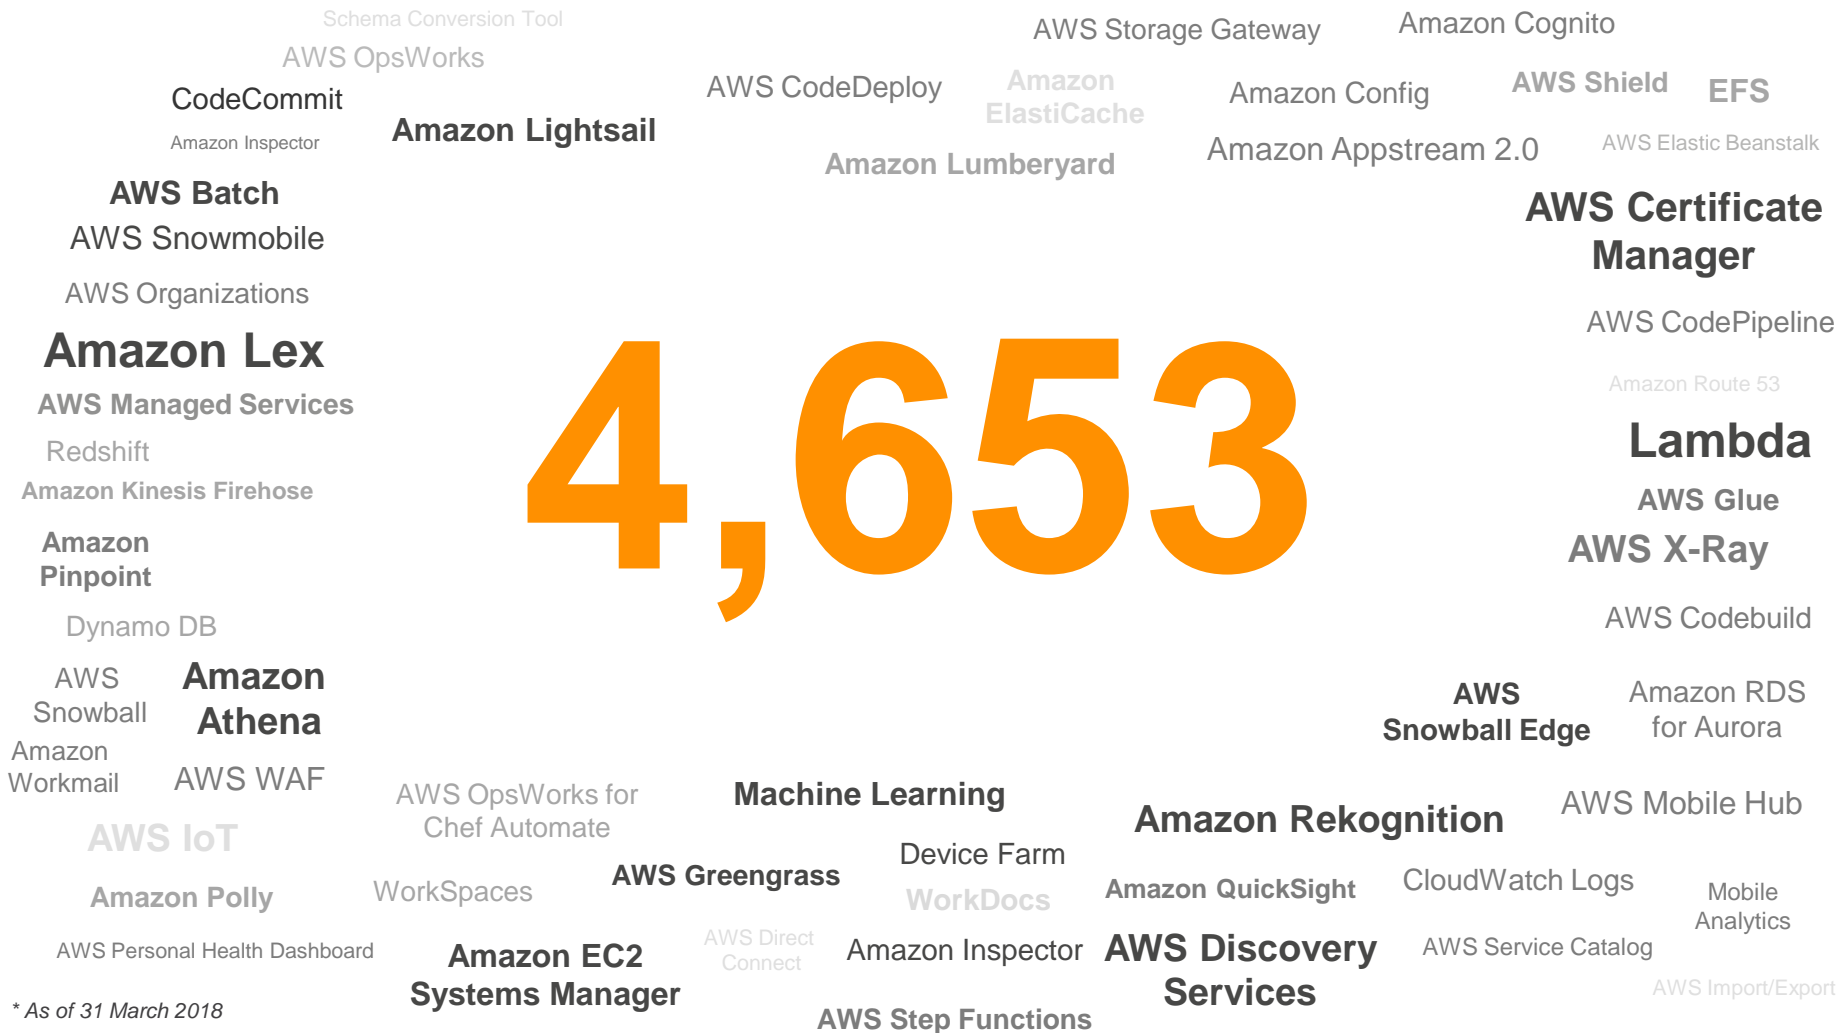 Schema Conversion Tool
AWS OpsWorks
CodeCommit
Amazon Inspector
Amazon Lightsail
AWS CodeDeploy
AWS Storage Gateway
Amazon Cognito
Amazon
ElastiCache
Amazon Config
AWS Shield
EFS
Amazon Lumberyard
Amazon Appstream 2.0
AWS Elastic Beanstalk
AWS Batch
AWS Snowmobile
AWS Organizations
Amazon Lex
AWS Managed Services
Redshift
Amazon Kinesis Firehose
Amazon
Pinpoint
Dynamo DB
AWS
Snowball
Amazon
Athena
Amazon
Workmail
AWS WAF
4,653
AWS Certificate
Manager
AWS CodePipeline
Amazon Route 53
Lambda
AWS Glue
AWS X-Ray
AWS Codebuild
AWS
Snowball Edge
Amazon RDS
for Aurora
AWS IoT
Amazon Polly
AWS Personal Health Dashboard
AWS OpsWorks for
Chef Automate
WorkSpaces
Machine Learning
AWS Greengrass
Device Farm
WorkDocs
Amazon Rekognition
AWS Mobile Hub
Amazon QuickSight
CloudWatch Logs
Mobile
Analytics
Amazon EC2
Systems Manager
AWS Direct
Connect
Amazon Inspector
AWS Discovery
Services
AWS Service Catalog
AWS Import/Export
AWS Step Functions
* As of 31 March 2018